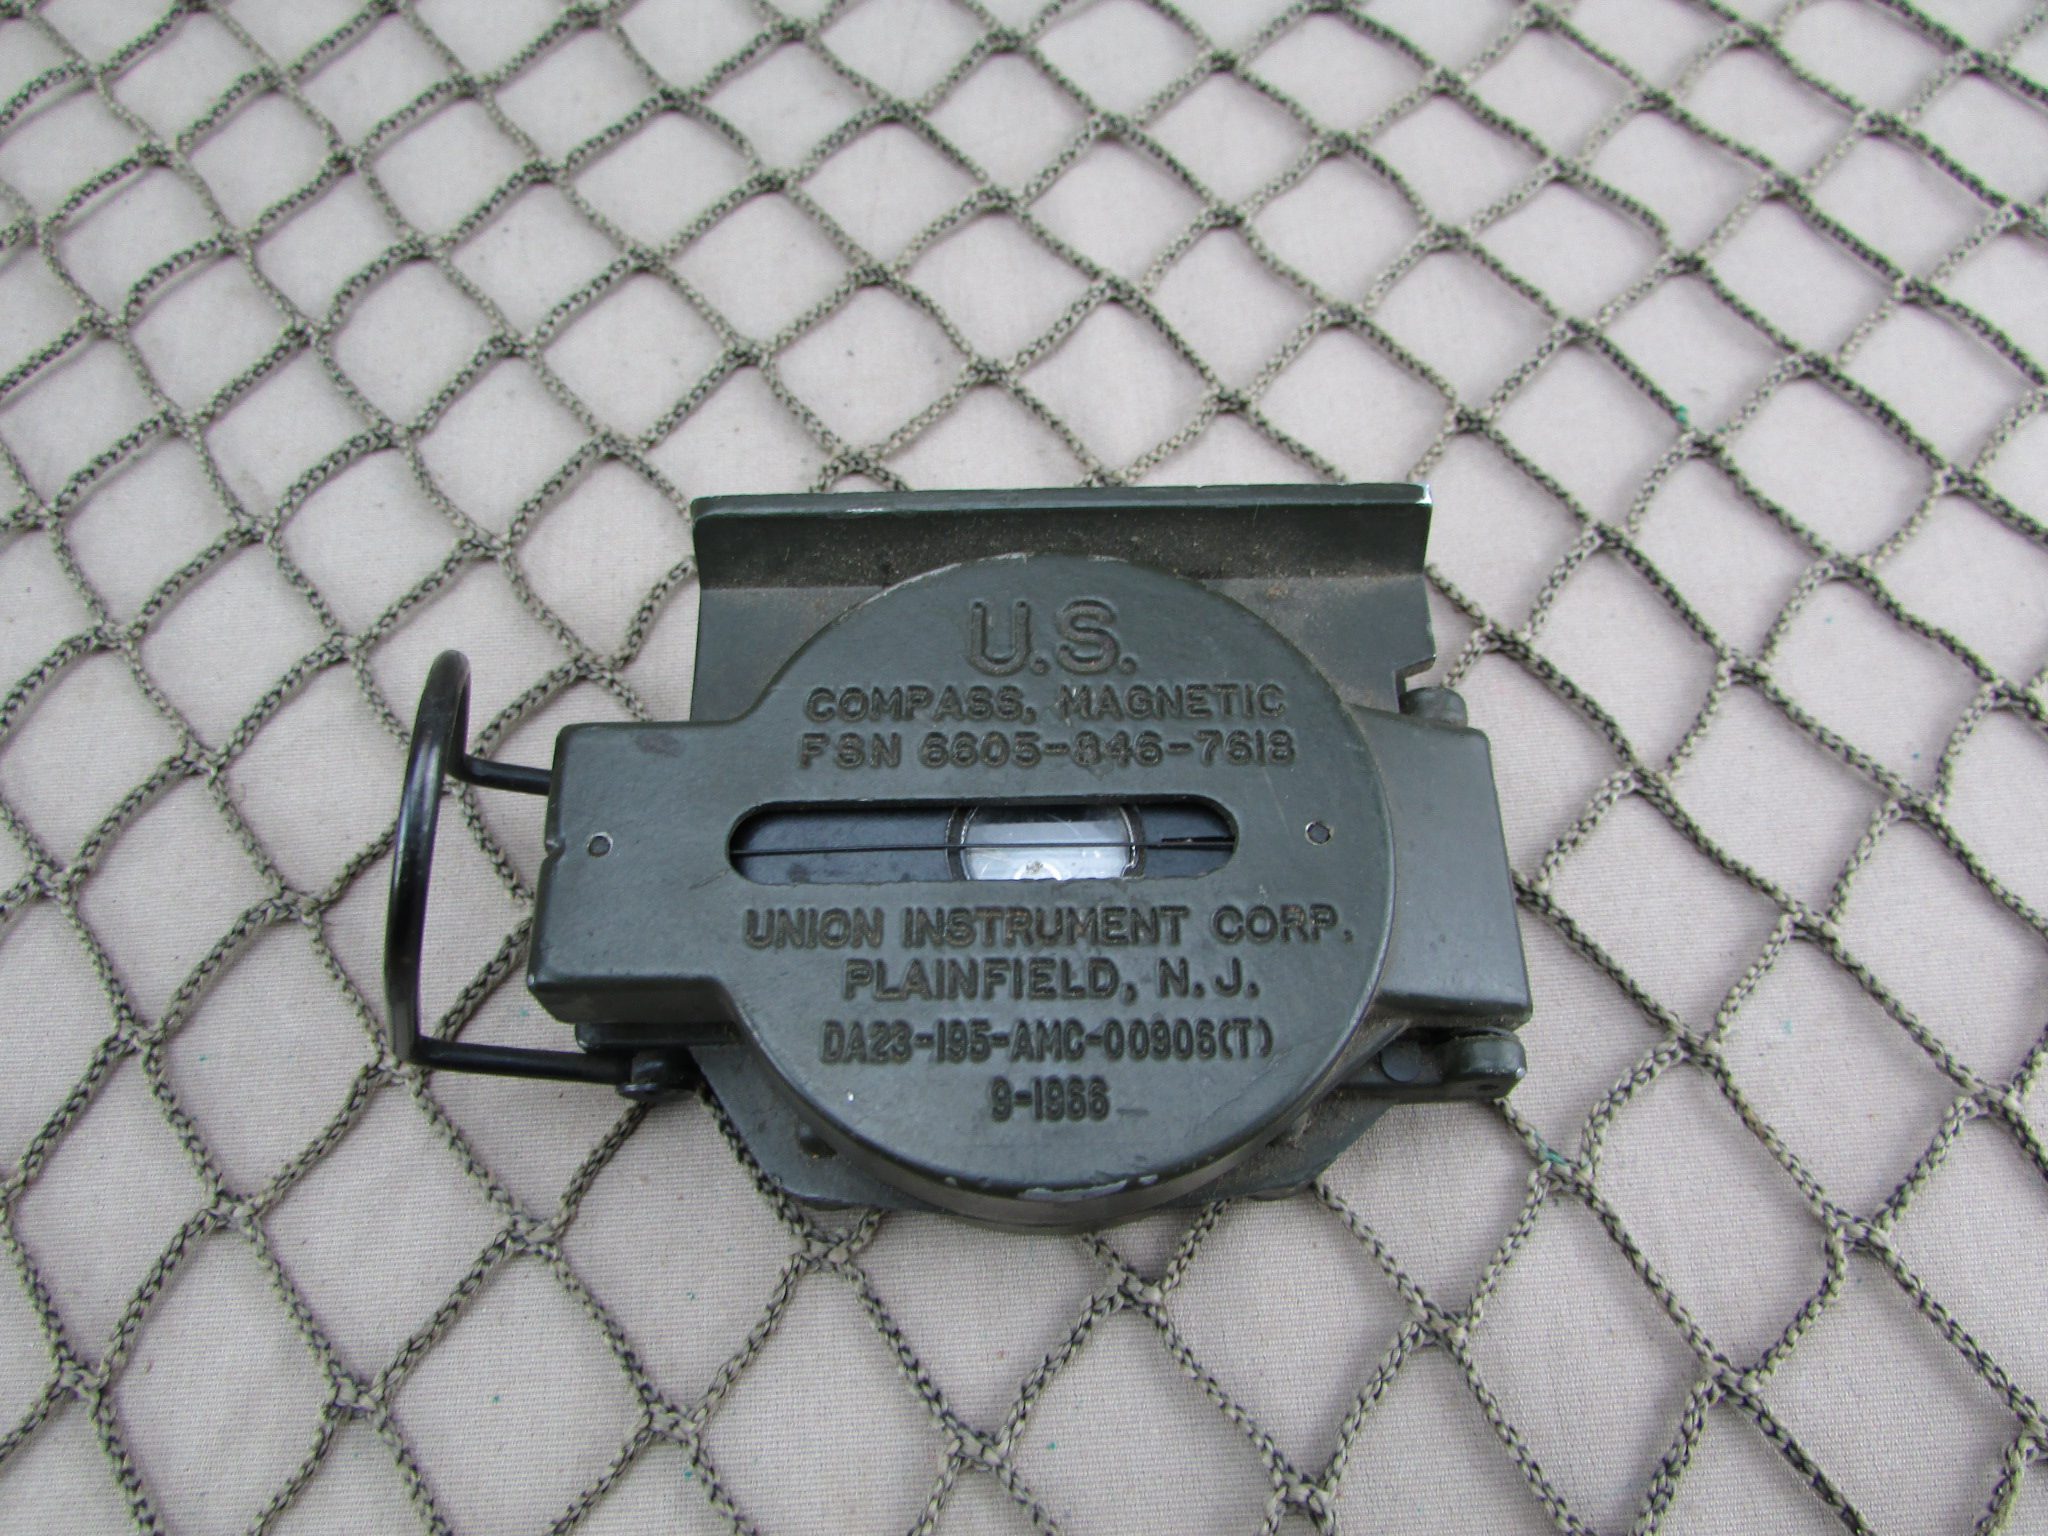 U.S.
COMPASS, MAGNETIC
FSN 6605-846-7618
UNION INSTRUMENT CORP.
PLAINFIELD, N.J.
DA23-195-AMC-00906(T)
9-1966